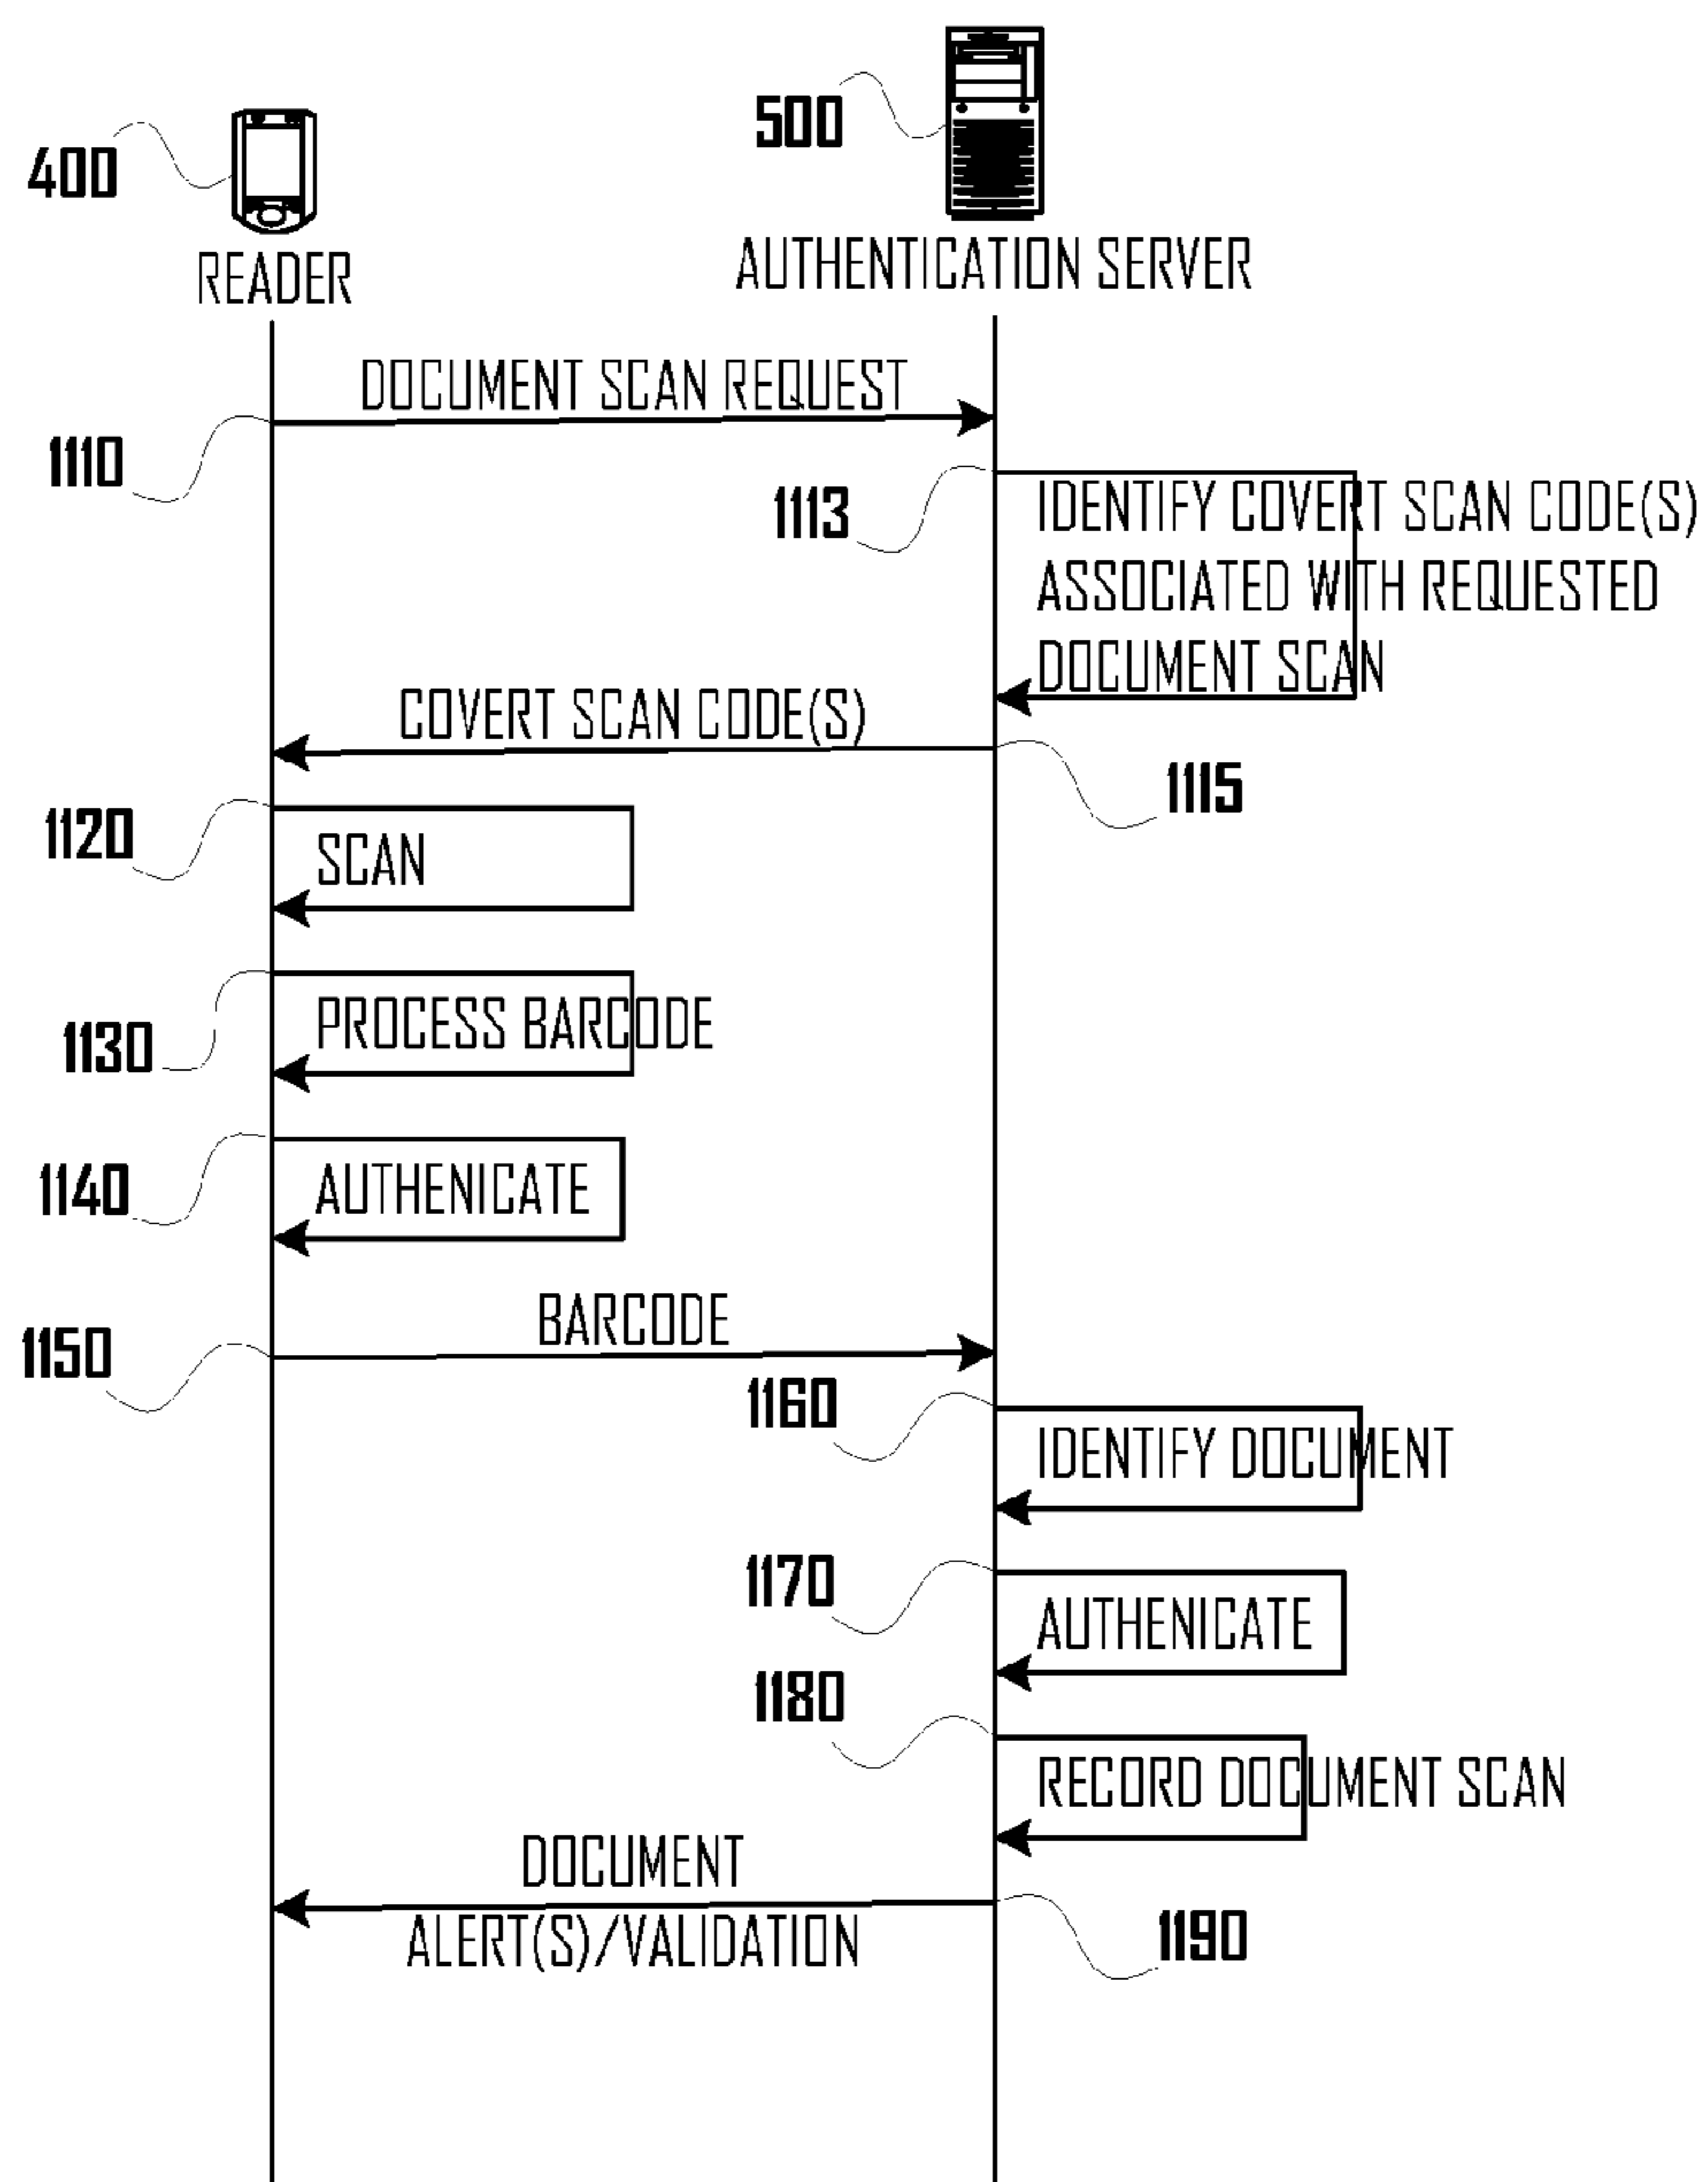 500
400
READER
AUTHENTICATION SERVER
DOCUMENT SCAN REQUEST
1110
1113
IDENTIFY COVERT SCAN CODE(S)
ASSOCIATED WITH REQUESTED
DOCUMENT SCAN
COVERT SCAN CODE(S)
1115
1120
SCAN
1130
PROCESS BARCODE
1140
AUTHENICATE
BARCODE
1150
1160
IDENTIFY DOCUMENT
1170
AUTHENICATE
1180
RECORD DOCUMENT SCAN
DOCUMENT
ALERT(S)/VALIDATION
1190